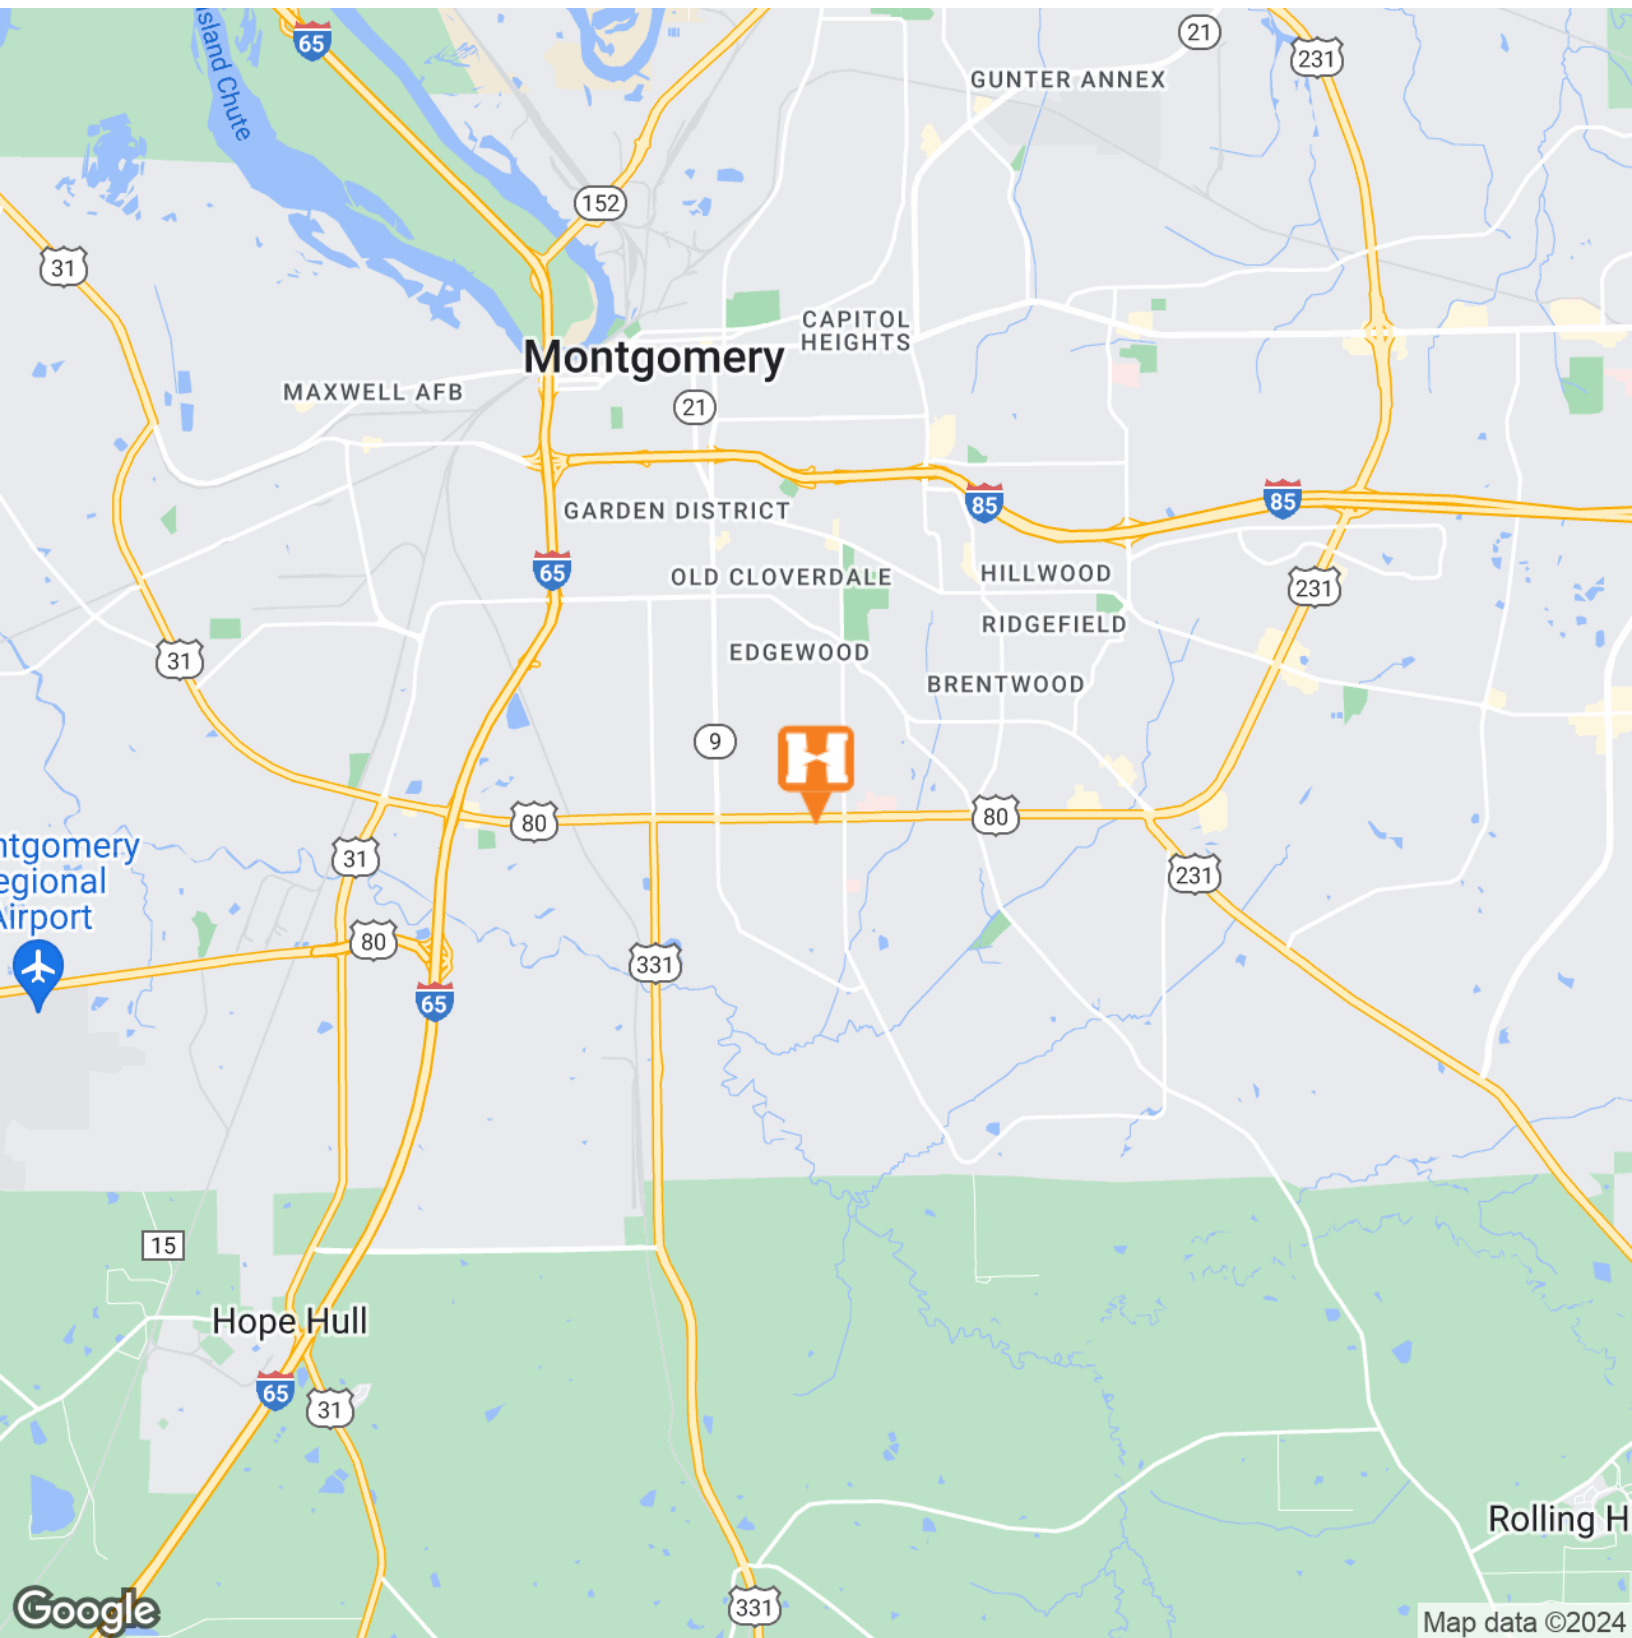 65
21
231
GUNTER ANNEX
sland Chute
152
31
CAPITOL
HEIGHTS
Montgomery
MAXWELL AFB
21
GARDEN DISTRICT
85
85
65
OLD CLOVERDALE
HILLWOOD
231
RIDGEFIELD
31
EDGEWOOD
BRENTWOOD
9
H
80
80
ntgomery
egional
Airport
31
231
80
331
65
15
Hope Hull
65
31
Rolling H
331
Google
Map data ©2024